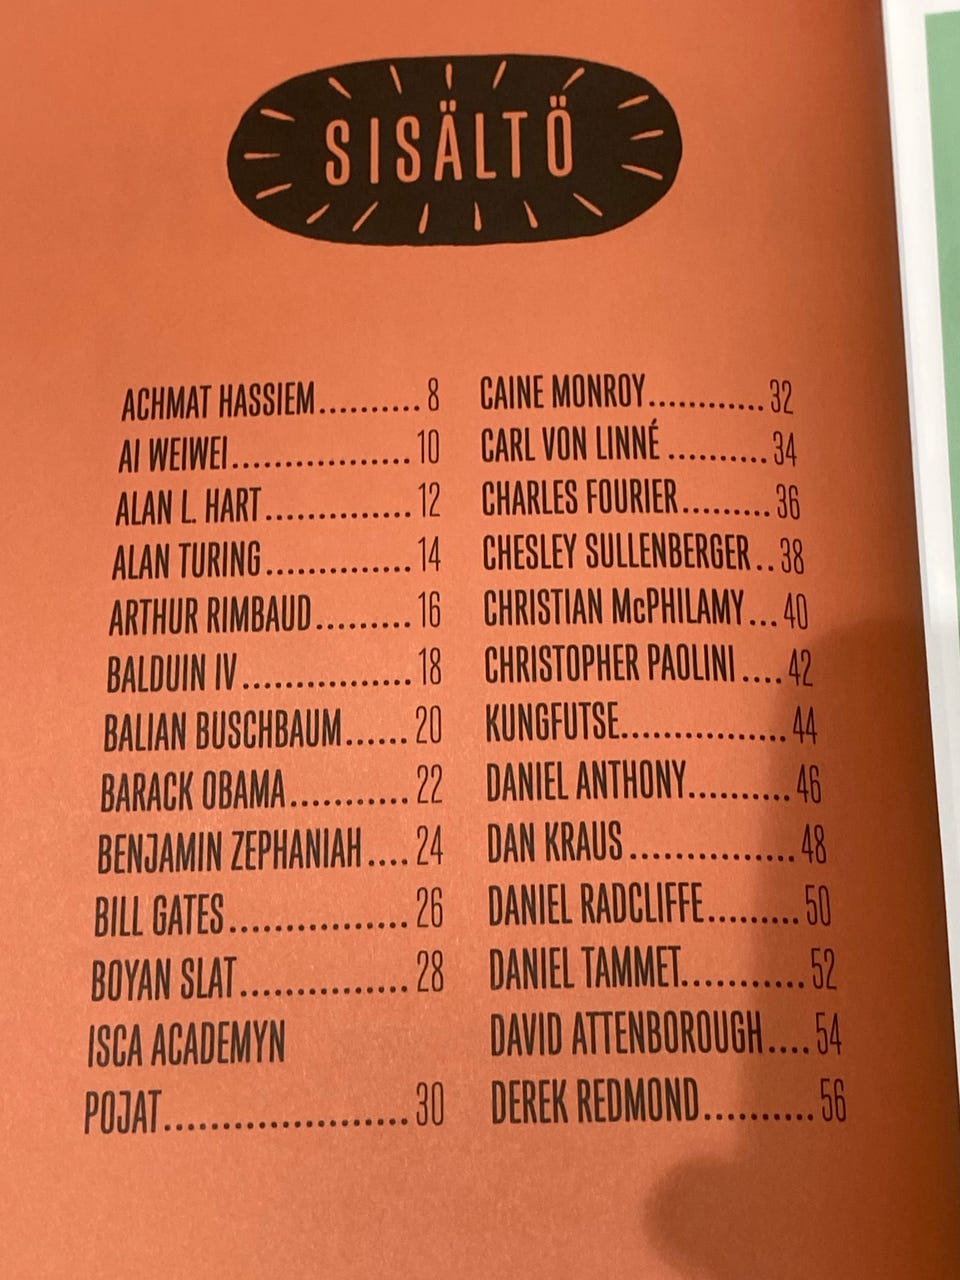 SISÄLTÖ
ACHMAT HASSIEM..........8
AI WEIWEI..................10
ALAN L. HART...............12
ALAN TURING...............14
ARTHUR RIMBAUD.........16
BALDUIN IV.................18
BALIAN BUSCHBAUM......20
BARACK OBAMA............22
BENJAMIN ZEPHANIAH....24
BILL GATES..................26
BOYAN SLAT.................28
ISCA ACADEMYN
POJAT.......................30
CAINE MONROY............32
CARL VON LINNÉ..........34
CHARLES FOURIER.........36
CHESLEY SULLENBERGER..38
CHRISTIAN McPHILAMY...40
CHRISTOPHER PAOLINI....42
KUNGFUTSE.................44
DANIEL ANTHONY..........46
DAN KRAUS................48
DANIEL RADCLIFFE.........50
DANIEL TAMMET............52
DAVID ATTENBOROUGH....54
DEREK REDMOND..........56